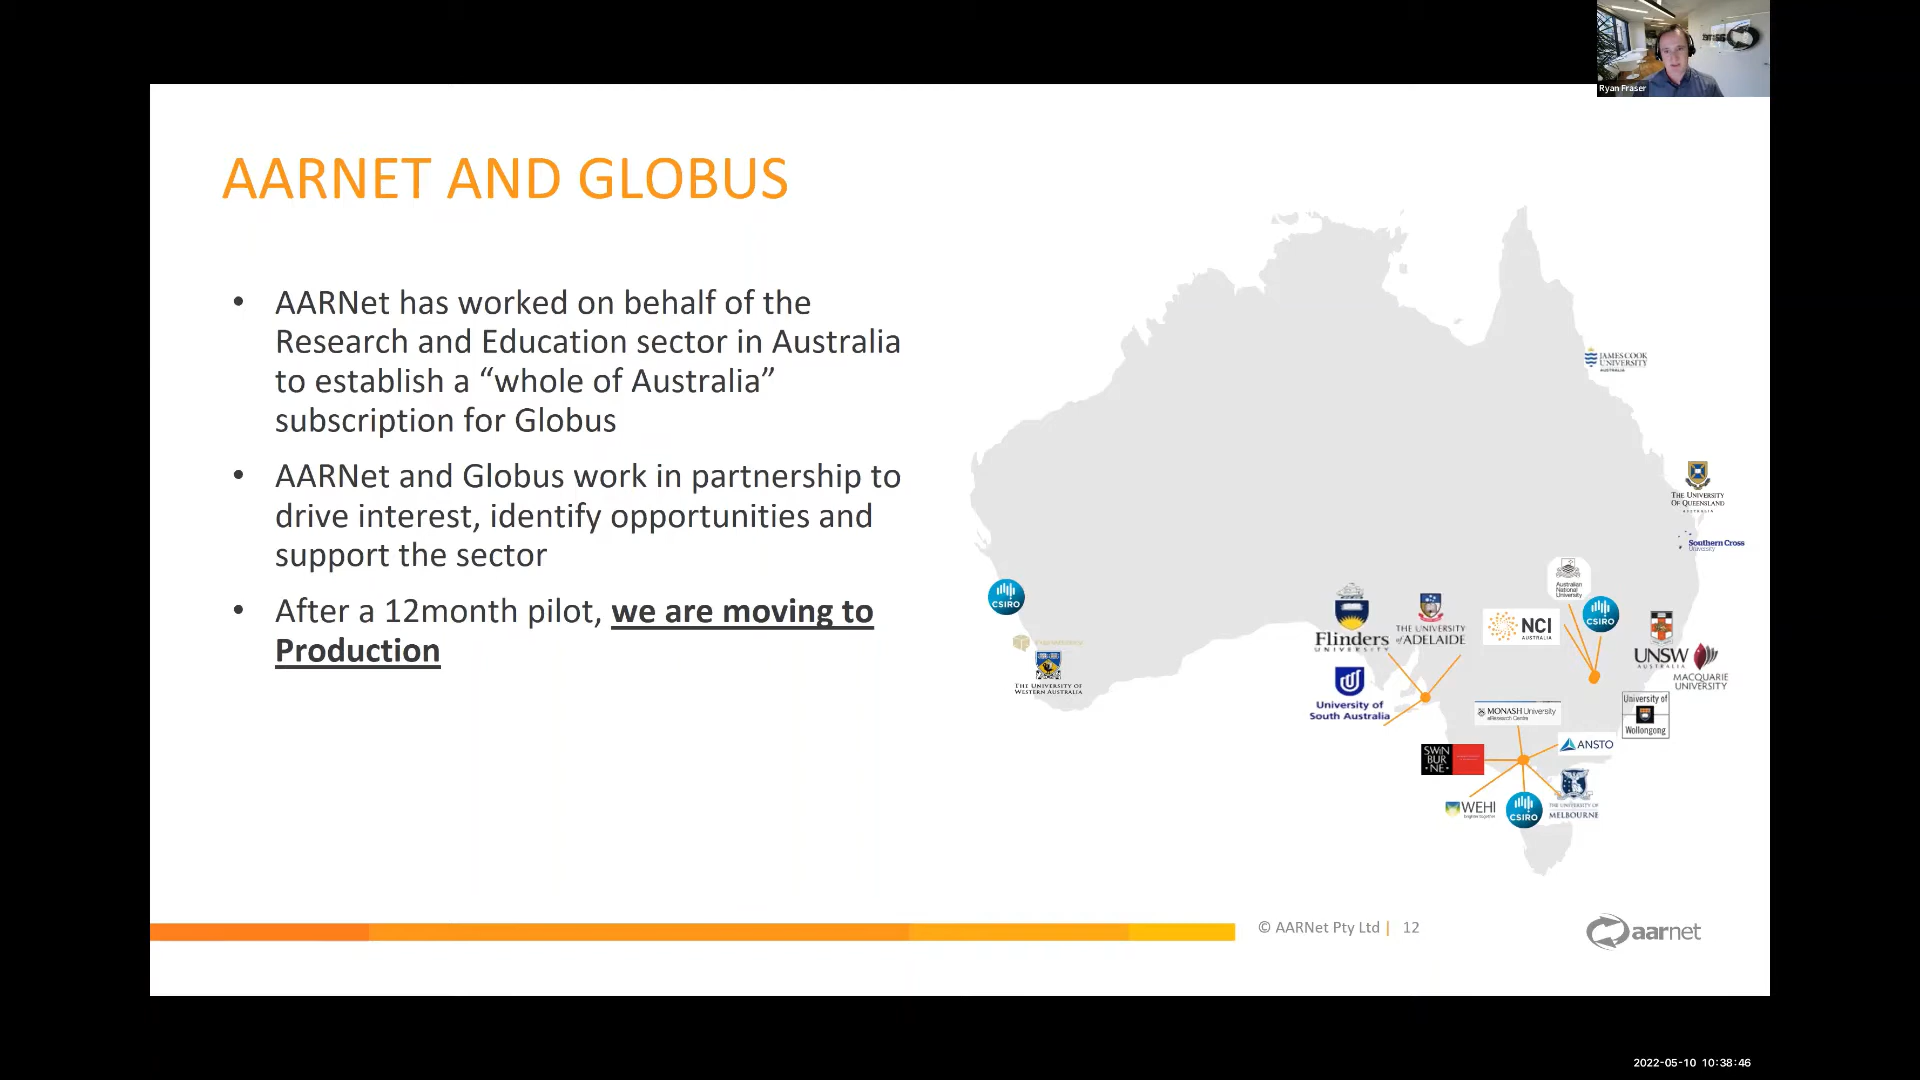 Ryan Fraser
AARNET AND GLOBUS
• AARNet has worked on behalf of the
Research and Education sector in Australia
to establish a “whole of Australia”
subscription for Globus
• AARNet and Globus work in partnership to
drive interest, identify opportunities and
support the sector
• After a 12month pilot, we are moving to
Production
JAMES COOK
UNIVERSITY
AUSTRALIA
THE UNIVERSITY
OF QUEENSLAND
AUSTRALIA
Southern Cross
University
Australian
National
University
CSIRO
CSIRO
NCI
AUSTRALIA
Flinders
UNIVERSITY
THE UNIVERSITY
of ADELAIDE
UNSW
AUSTRALIA
MACQUARIE
UNIVERSITY
THE UNIVERSITY OF
WESTERN AUSTRALIA
University of
South Australia
MONASH University
eResearch Centre
University of
Wollongong
SWIN
BUR
• NE •
ANSTO
WEHI
brighter together
CSIRO
THE UNIVERSITY OF
MELBOURNE
© AARNet Pty Ltd | 12
aarnet
2022-05-10 10:38:46